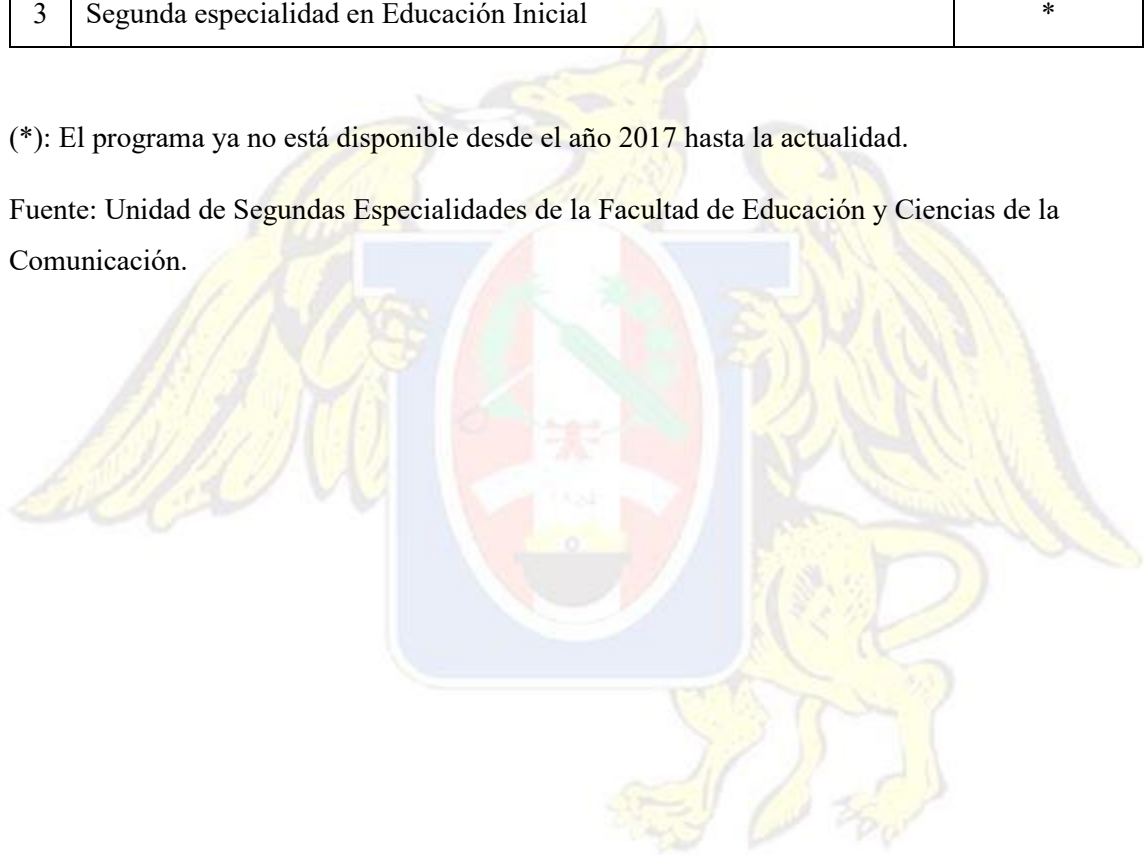 3 Segunda especialidad en Educación Inicial *
(*): El programa ya no está disponible desde el año 2017 hasta la actualidad.
Fuente: Unidad de Segundas Especialidades de la Facultad de Educación y Ciencias de la
Comunicación.